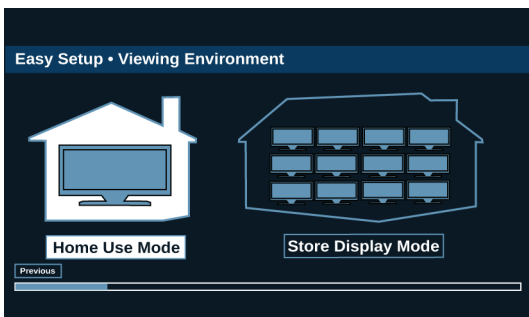 Easy Setup • Viewing Environment
Home Use Mode
Store Display Mode
Previous